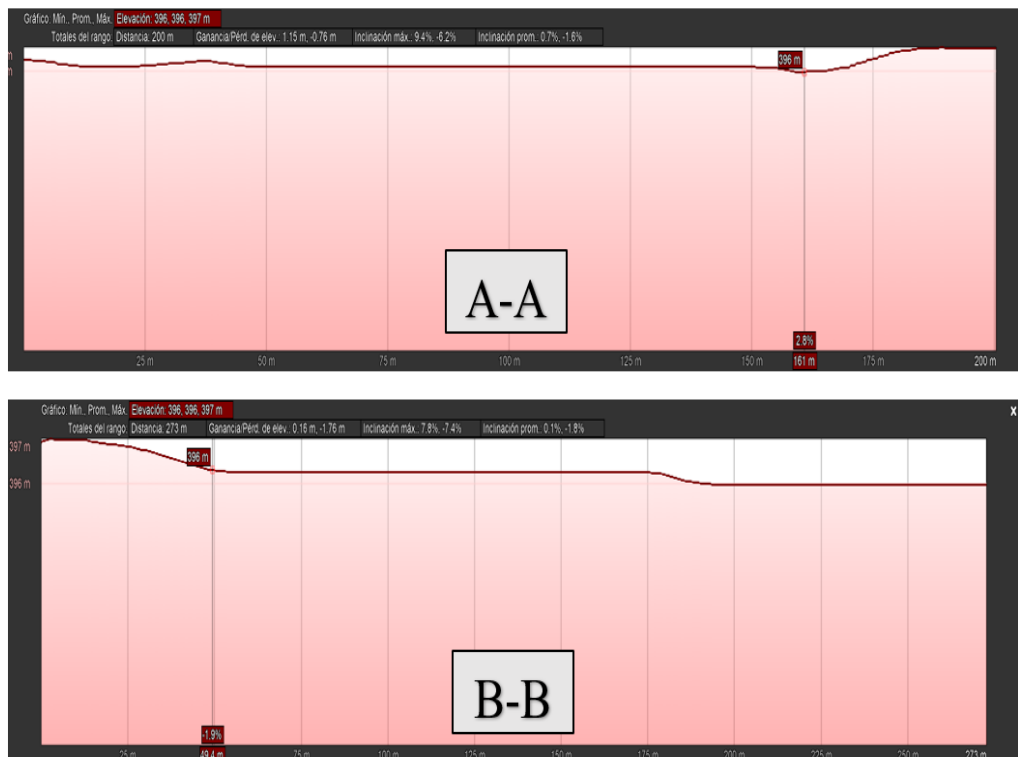 Gráfico: Mín., Prom., Máx. Elevación: 396, 396, 397 m
Totales del rango: Distancia: 200 m Ganancia/Pérd. de elev.: 1.15 m, -0.76 m Inclinación máx.: 9.4%, -6.2% Inclinación prom.: 0.7%, -1.6%
m
396 m
m
A-A
2.8%
25 m 50 m 75 m 100 m 125 m 150 m 161 m 175 m 200 m
Gráfico: Mín., Prom., Máx. Elevación: 396, 396, 397 m X
Totales del rango: Distancia: 273 m Ganancia/Pérd. de elev.: 0.16 m, -1.76 m Inclinación máx.: 7.8%, -7.4% Inclinación prom.: 0.1%, -1.8%
397 m
396 m
396 m
B-B
-1.9%
25 m 49.4 m 75 m 100 m 125 m 150 m 175 m 200 m 225 m 250 m 273 m